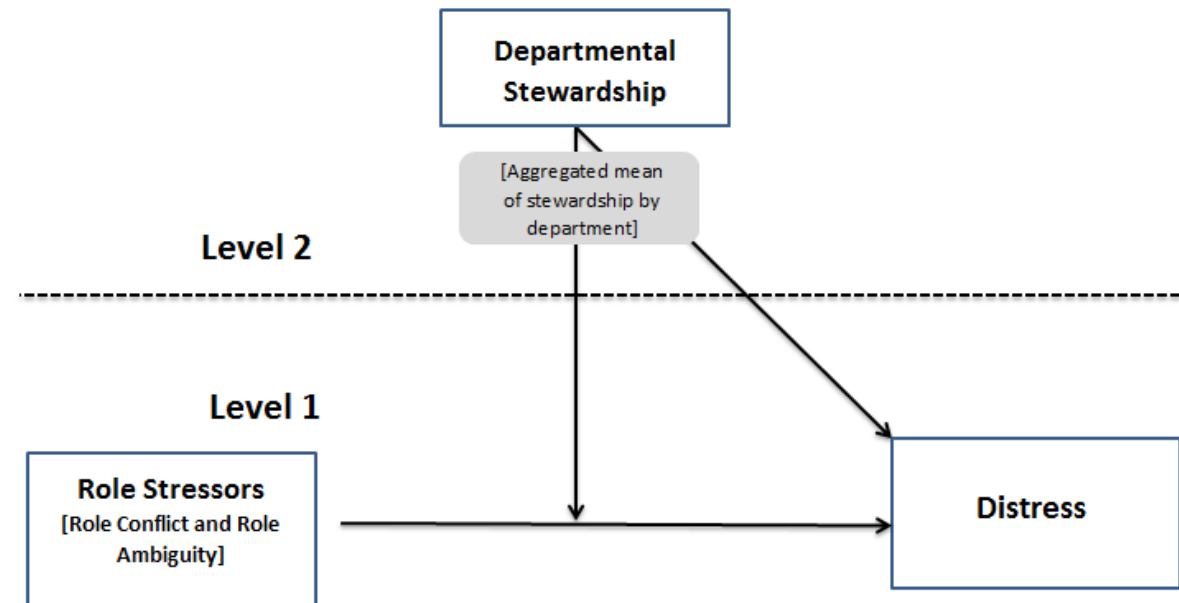 Departmental
Stewardship
[Aggregated mean
of stewardship by
department]
Level 2
Level 1
Role Stressors
[Role Conflict and Role
Ambiguity]
Distress